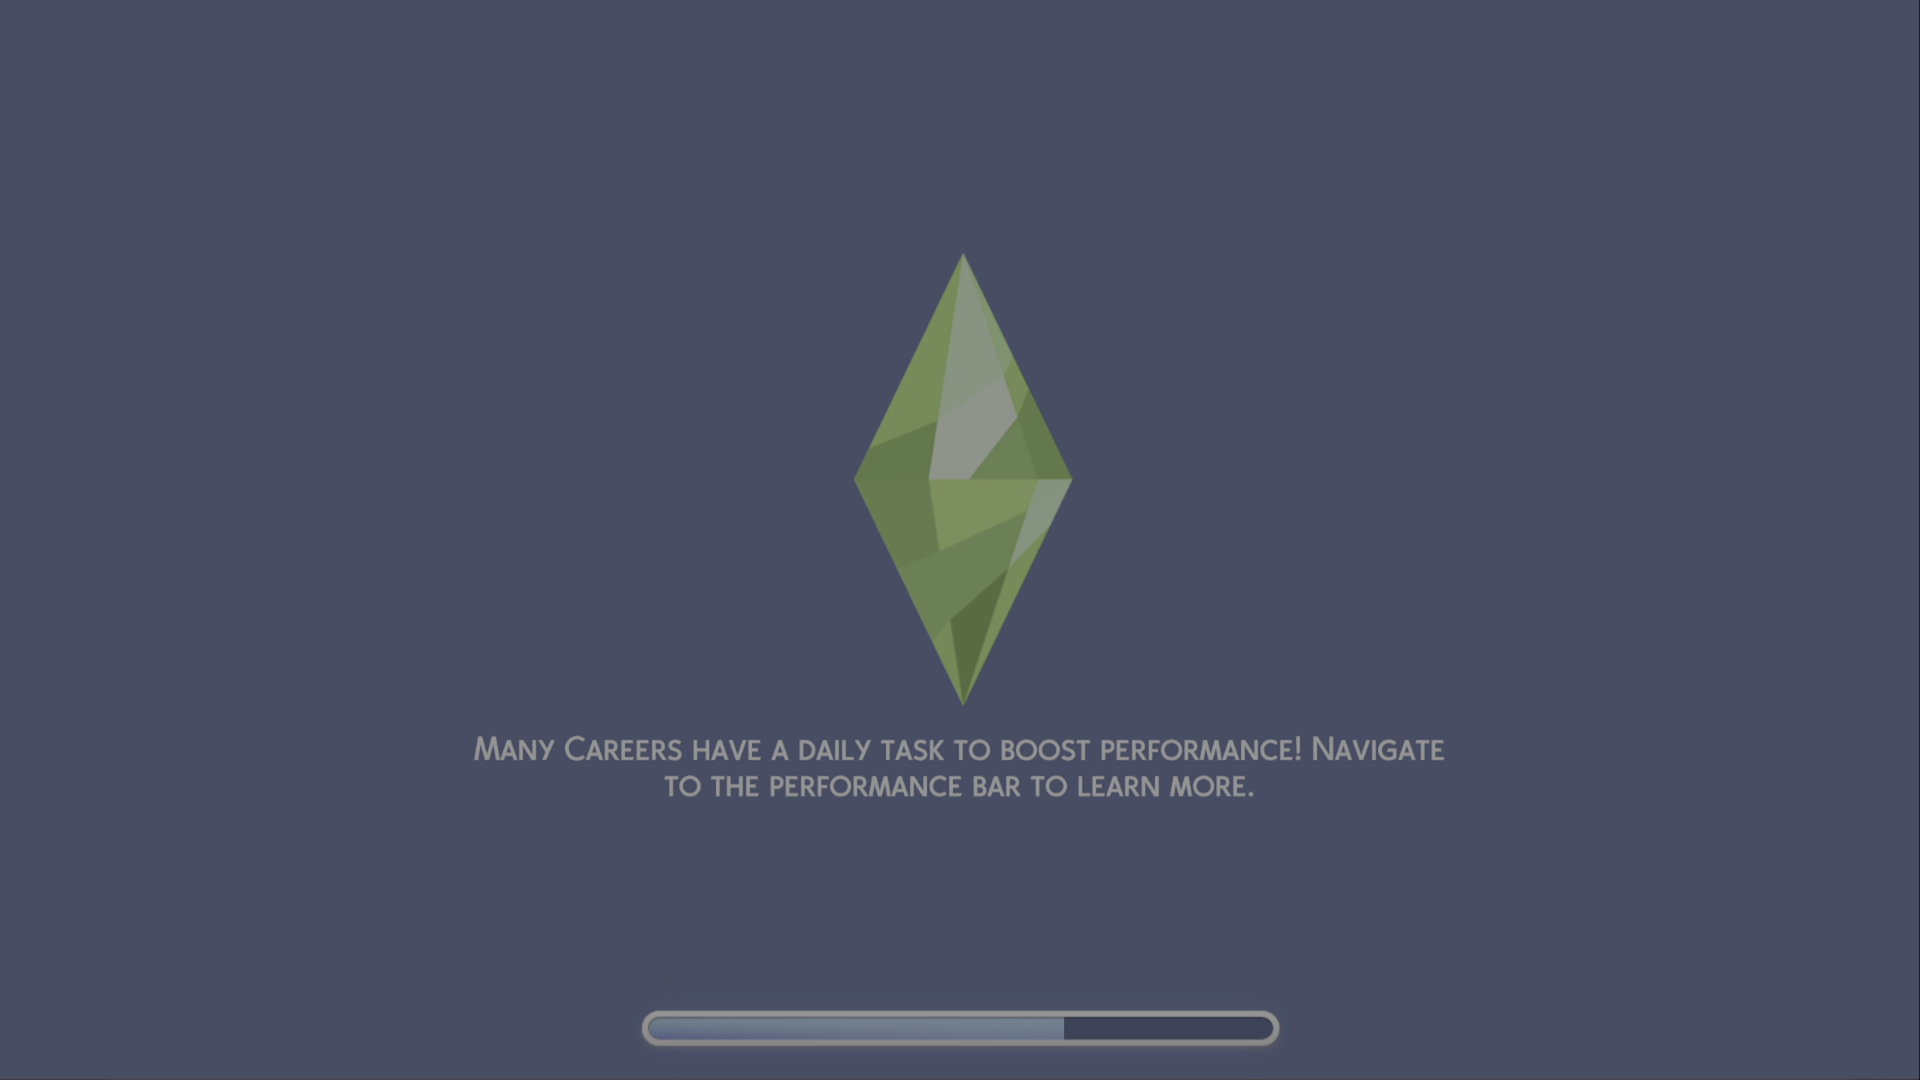 Many Careers have a daily task to boost performance! Navigate
to the performance bar to learn more.